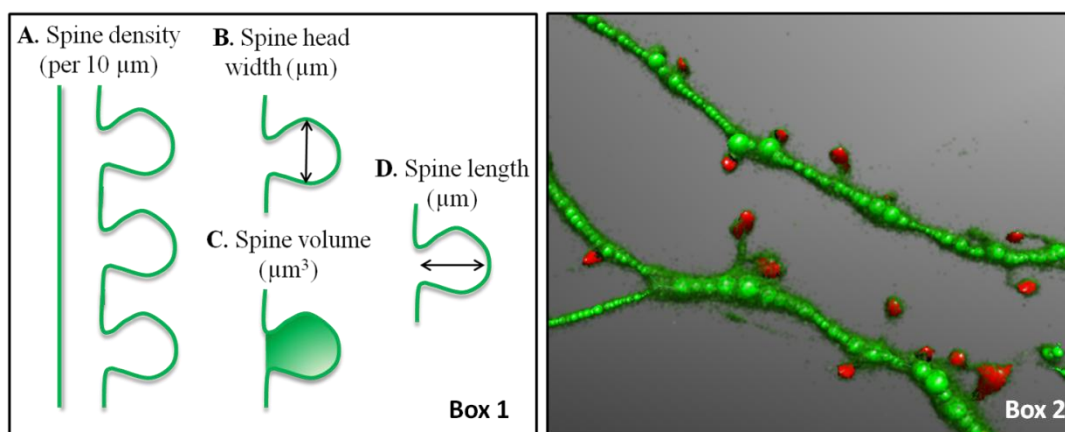 A. Spine density
(per 10 µm)
B. Spine head
width (µm)
C. Spine volume
(µm³)
D. Spine length
(µm)
Box 1
Box 2